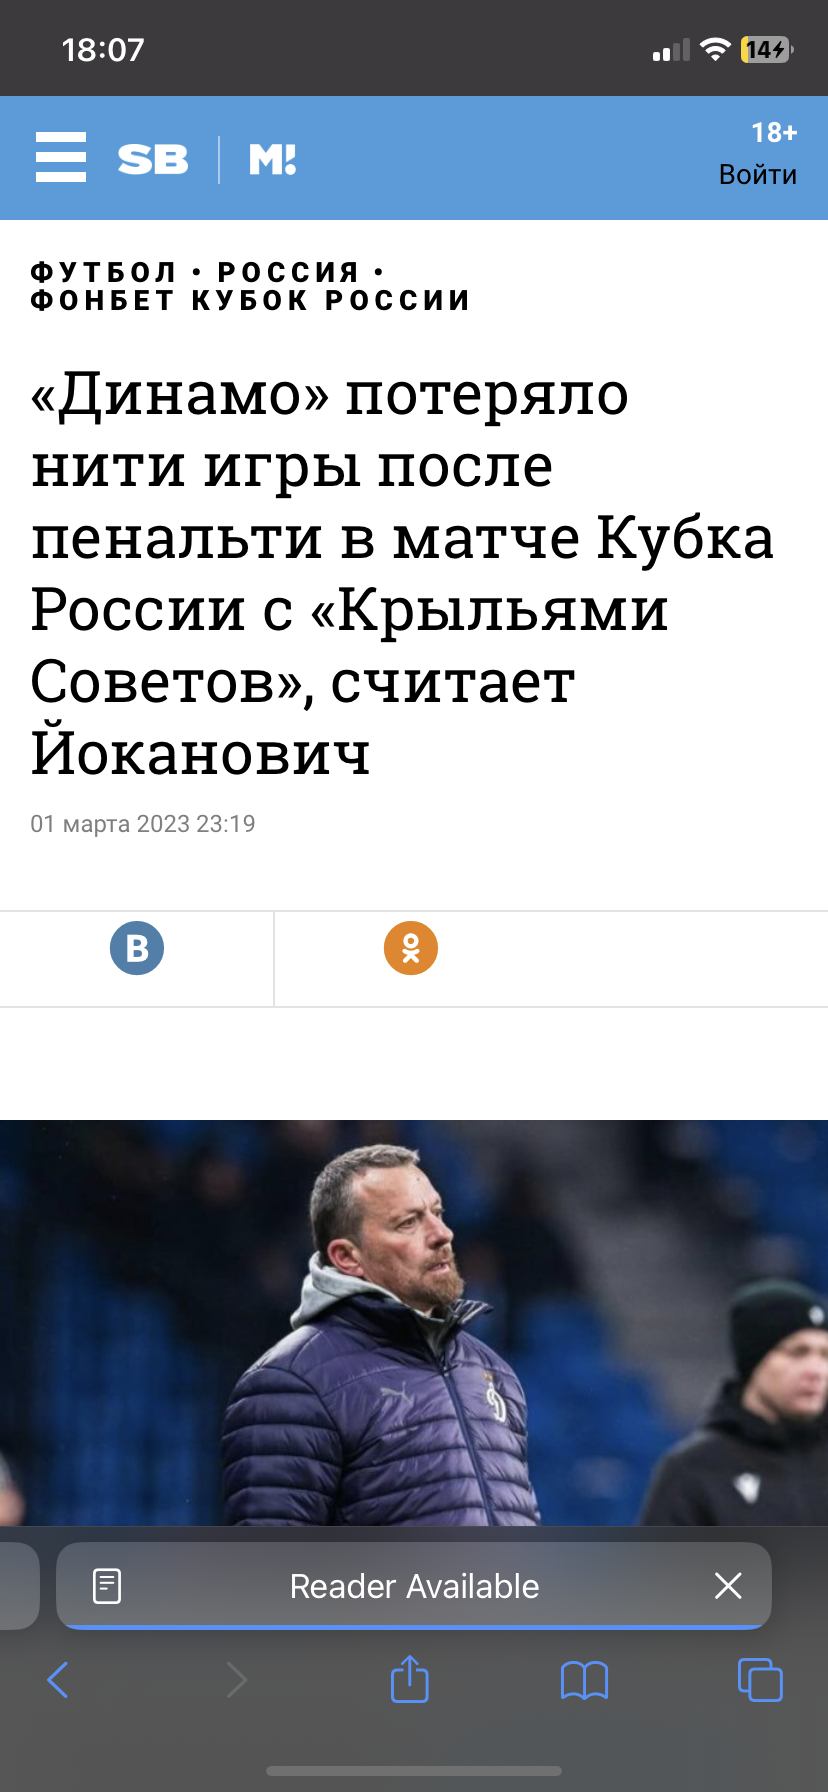 18:07
14
SB M!
18+
Войти
ФУТБОЛ • РОССИЯ •
ФОНБЕТ КУБОК РОССИИ
«Динамо» потеряло
нити игры после
пенальти в матче Кубка
России с «Крыльями
Советов», считает
Йоканович
01 марта 2023 23:19
B
Reader Available